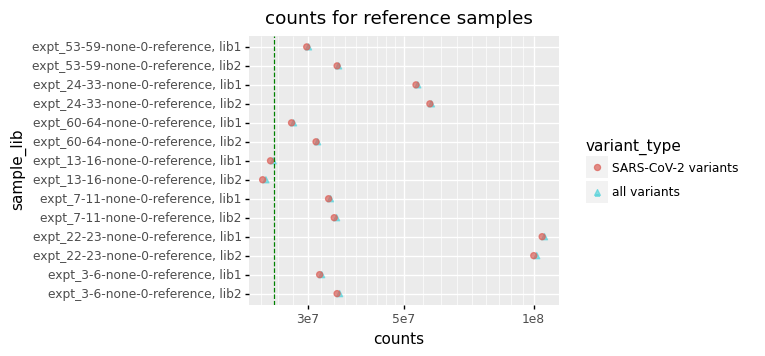 counts for reference samples
expt_53-59-none-0-reference, lib1
expt_53-59-none-0-reference, lib2
expt_24-33-none-0-reference, lib1
expt_24-33-none-0-reference, lib2
expt_60-64-none-0-reference, lib1
expt_60-64-none-0-reference, lib2
expt_13-16-none-0-reference, lib1
expt_13-16-none-0-reference, lib2
expt_7-11-none-0-reference, lib1
expt_7-11-none-0-reference, lib2
expt_22-23-none-0-reference, lib1
expt_22-23-none-0-reference, lib2
expt_3-6-none-0-reference, lib1
expt_3-6-none-0-reference, lib2
sample_lib
3e7 5e7 1e8
counts
variant_type
SARS-CoV-2 variants
all variants